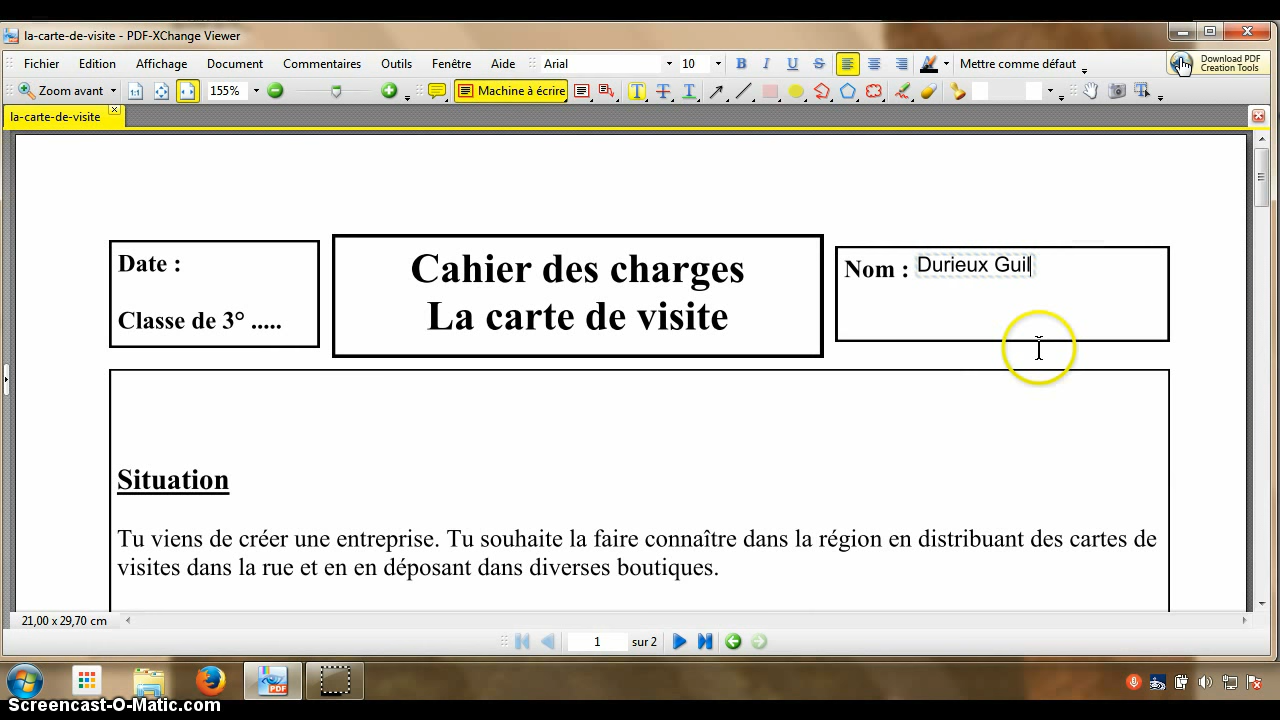 la-carte-de-visite - PDF-XChange Viewer
Fichier Edition Affichage Document Commentaires Outils Fenêtre Aide Arial 10 B I U S Mettre comme défaut Download PDF
Creation Tools
Zoom avant 155% Machine à écrire T T T
la-carte-de-visite
Date :
Classe de 3° .....
Cahier des charges
La carte de visite
Nom : Durieux Guil
Situation
Tu viens de créer une entreprise. Tu souhaite la faire connaître dans la région en distribuant des cartes de
visites dans la rue et en en déposant dans diverses boutiques.
21,00 x 29,70 cm
1 sur 2
PDF
Screencast-O-Matic.com